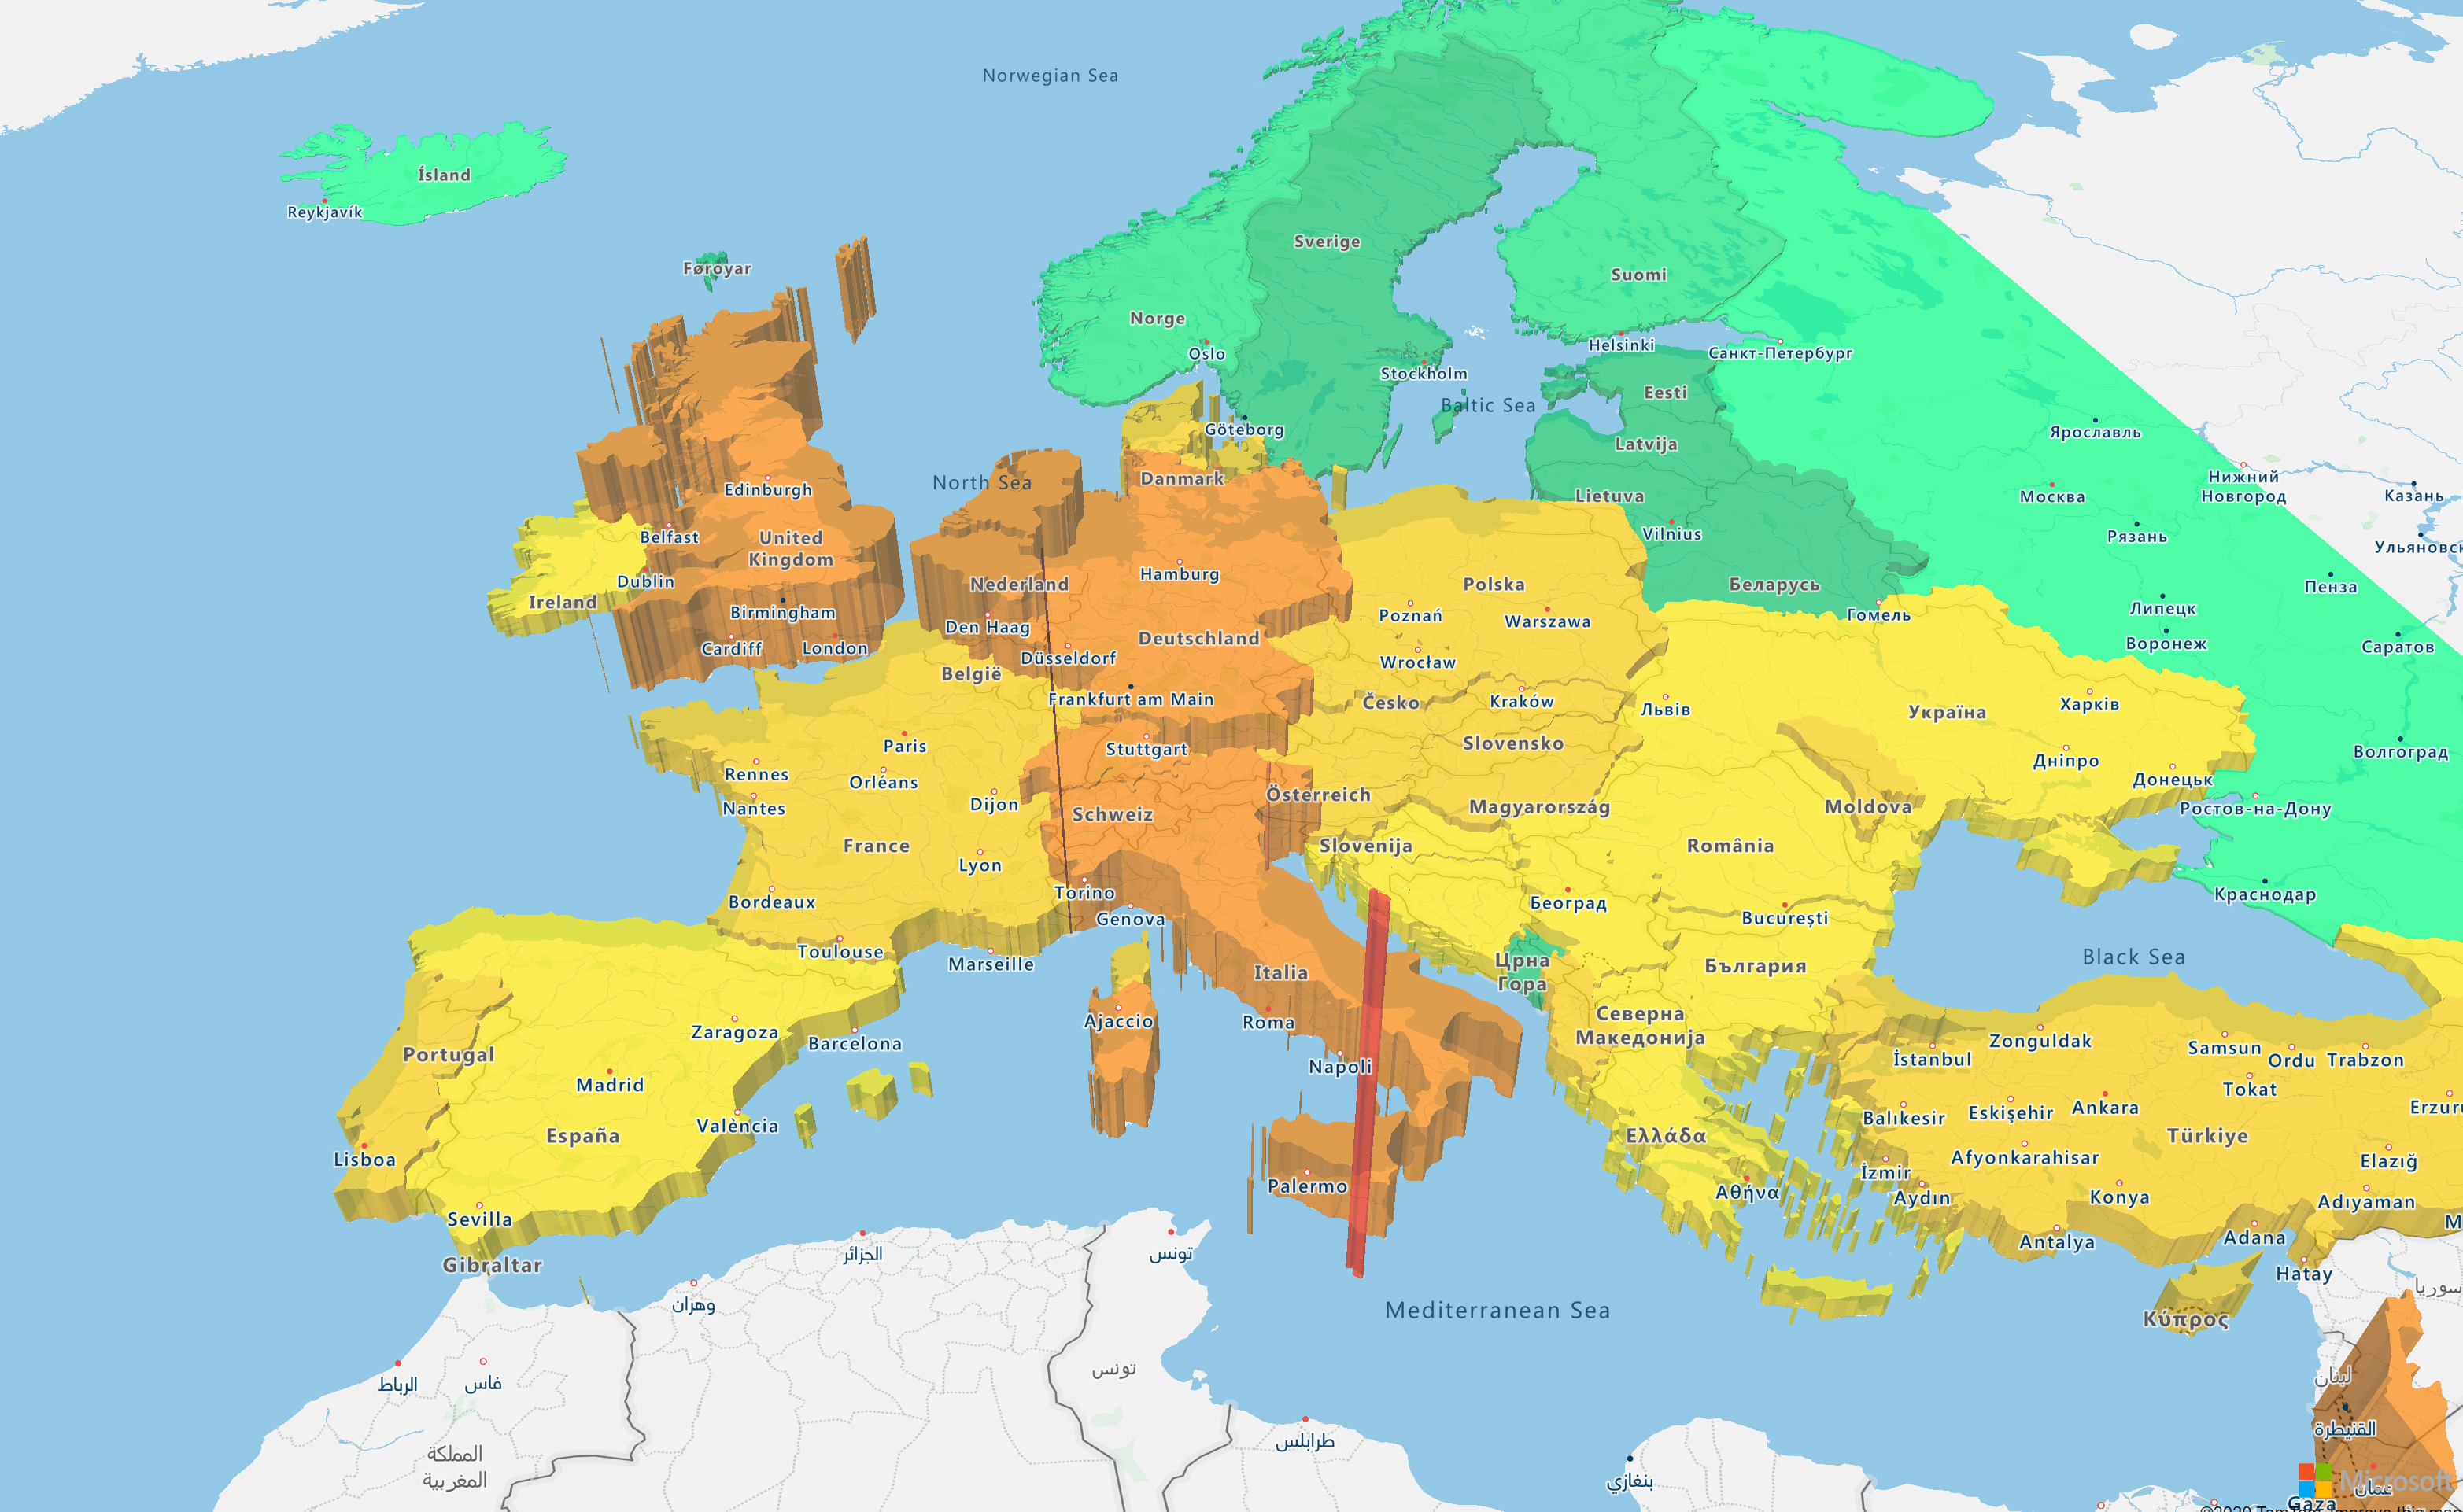 Norwegian Sea
Ísland
Reykjavík
Føroyar
Sverige
Suomi
Norge
Oslo
Helsinki
Санкт-Петербург
Stockholm
Eesti
Baltic Sea
Göteborg
Latvija
Ярославль
North Sea
Danmark
Edinburgh
Lietuva
Москва
Нижний
Новгород
Казань
Vilnius
Рязань
Belfast
United
Kingdom
Ульяновск
Dublin
Nederland
Hamburg
Polska
Беларусь
Пенза
Ireland
Birmingham
Poznań
Warszawa
Гомель
Липецк
Den Haag
Deutschland
Воронеж
Саратов
Cardiff
London
Düsseldorf
Wrocław
België
Frankfurt am Main
Česko
Kraków
Львів
Україна
Харків
Paris
Stuttgart
Slovensko
Волгоград
Rennes
Orléans
Дніпро
Донецьк
Nantes
Dijon
Österreich
Magyarország
Moldova
Ростов-на-Дону
Schweiz
France
Slovenija
România
Lyon
Torino
Краснодар
Bordeaux
Genova
Београд
București
Toulouse
Marseille
Italia
Црна
Гора
България
Black Sea
Ajaccio
Roma
Северна
Македонија
Zaragoza
Barcelona
Zonguldak
Samsun
Ordu
Trabzon
İstanbul
Portugal
Napoli
Madrid
Tokat
València
España
Ελλάδα
Balıkesir
Eskişehir
Ankara
Erzuru
Türkiye
Lisboa
Palermo
Afyonkarahisar
Elazığ
İzmir
Αθήνα
Aydın
Konya
Adıyaman
Sevilla
M
Antalya
Adana
Gibraltar
الجزائر
تونس
Hatay
وهران
Mediterranean Sea
Κύπρος
سوريا
الرباط
فاس
تونس
لبنان
القنيطرة
طرابلس
المملكة
المغربية
بنغازي
Microsoft
عمان
Gaza